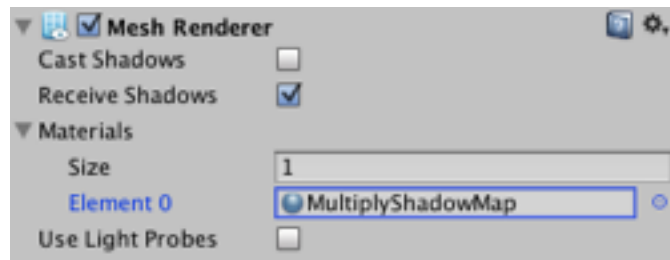 Mesh Renderer
Cast Shadows
Receive Shadows
Materials
Size 1
Element 0 MultiplyShadowMap
Use Light Probes